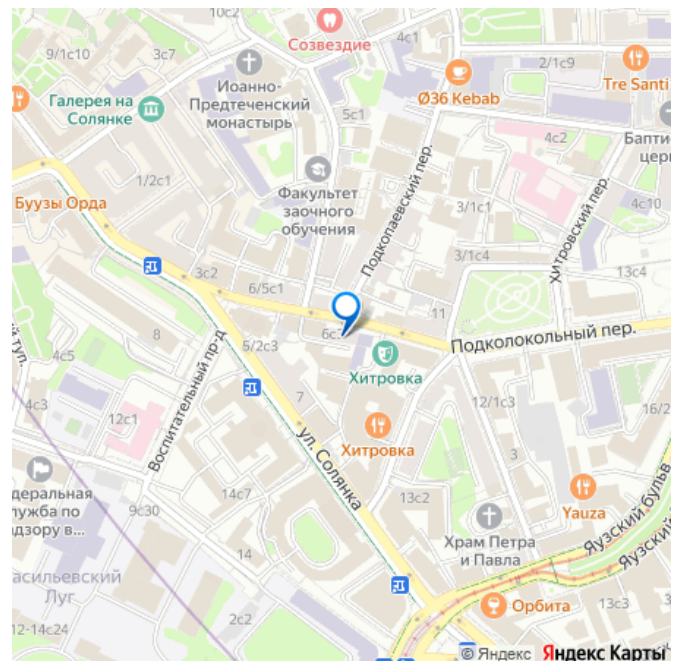 10с2
4с1
Созвездие
9/1с10
3с7
2/1с9
Иоанно-
Предтеченский
монастырь
Ø36 Kebab
Tre Santi
Галерея на
Солянке
5с1
4с2
Бапти
цер
1/2с1
Факультет
заочного
обучения
Подкопаевский пер.
3/1с1
Хитровский пер.
4с10
Буузы Орда
3с2
6/5с1
3/1с4
13с4
11
6с
8
5/2с3
Подколокольный пер.
Хитровка
туп.
4с5
Воспитательный пр-д
7
4с3
12с1
12/1с3
16/2
Хитровка
ул. Солянка
3
деральная
лужба по
дзору в...
14с7
13с2
Yauza
Яузский бульв
9с30
Храм Петра
и Павла
14
Яузский
асильевский
Луг
2с2
Орбита
13с3
12-14с24
© Яндекс Яндекс Карты